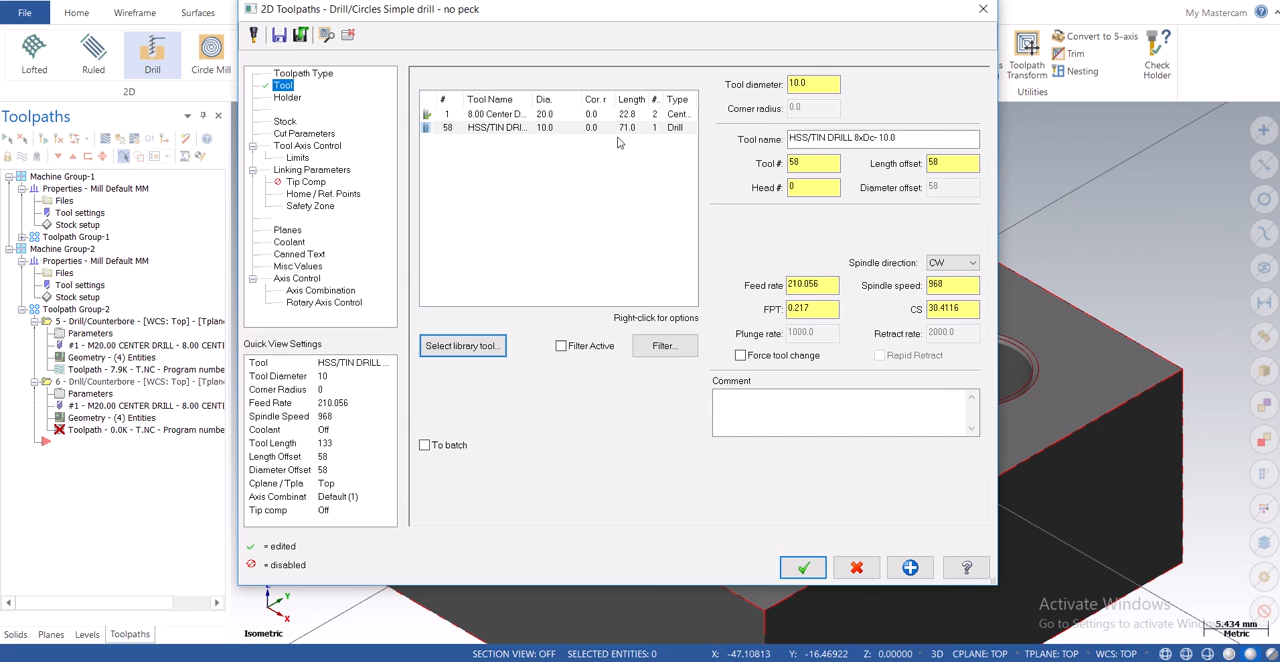 File
Home
Wireframe
Surfaces
My Mastercam
Lofted
Ruled
Drill
Circle Mill
2D
Toolpath
Transform
Convert to 5-axis
Trim
Nesting
Check
Holder
Utilities
Toolpaths
G1
Machine Group-1
Properties - Mill Default MM
Files
Tool settings
Stock setup
Toolpath Group-1
Machine Group-2
Properties - Mill Default MM
Files
Tool settings
Stock setup
Toolpath Group-2
5 - Drill/Counterbore - [WCS: Top] - [Tplan
Parameters
#1 - M20.00 CENTER DRILL - 8.00 CENTI
Geometry - (4) Entities
Toolpath - 7.9K - T.NC - Program numbe
6 - Drill/Counterbore - [WCS: Top] - [Tplan
Parameters
#1 - M20.00 CENTER DRILL - 8.00 CENTI
Geometry - (4) Entities
Toolpath - 0.0K - T.NC - Program numbe
Solids
Planes
Levels
Toolpaths
2D Toolpaths - Drill/Circles Simple drill - no peck
Toolpath Type
Tool
Holder
Stock
Cut Parameters
Tool Axis Control
Limits
Linking Parameters
Tip Comp
Home / Ref. Points
Safety Zone
Planes
Coolant
Canned Text
Misc Values
Axis Control
Axis Combination
Rotary Axis Control
Quick View Settings
Tool HSS/TIN DRILL ...
Tool Diameter 10
Corner Radius 0
Feed Rate 210.056
Spindle Speed 968
Coolant Off
Tool Length 133
Length Offset 58
Diameter Offset 58
Cplane / Tpla Top
Axis Combinat Default (1)
Tip comp Off
= edited
= disabled
# Tool Name Dia. Cor. r Length #.. Type
1 8.00 Center D... 20.0 0.0 22.8 2 Cent...
58 HSS/TIN DRI... 10.0 0.0 71.0 1 Drill
Right-click for options
Select library tool...
Filter Active
Filter...
To batch
Tool diameter: 10.0
Corner radius: 0.0
Tool name: HSS/TIN DRILL 8xDc- 10.0
Tool #: 58
Length offset: 58
Head #: 0
Diameter offset: 58
Spindle direction: CW
Feed rate: 210.056
Spindle speed: 968
FPT: 0.217
CS 30.4116
Plunge rate: 1000.0
Retract rate: 2000.0
Force tool change
Rapid Retract
Comment
Z
Y
X
Isometric
Activate Windows
Go to Settings to activate Windows
5.434 mm
Metric
SECTION VIEW: OFF
SELECTED ENTITIES: 0
X: -47.10813
Y: -16.46922
Z: 0.00000
3D
CPLANE: TOP
TPLANE: TOP
WCS: TOP